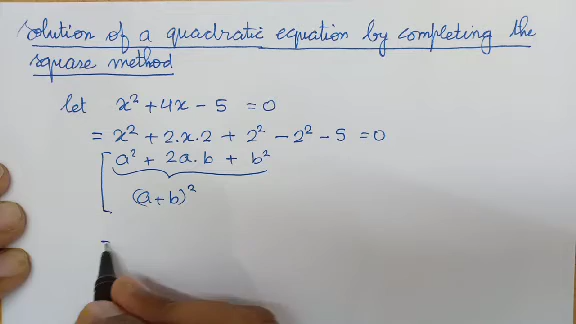 solution of a quadratic equation by completing the
square method
let x² + 4x - 5 = 0
= x² + 2.x.2 + 2² - 2² - 5 = 0
[ a² + 2a.b + b²
(a+b)²
=